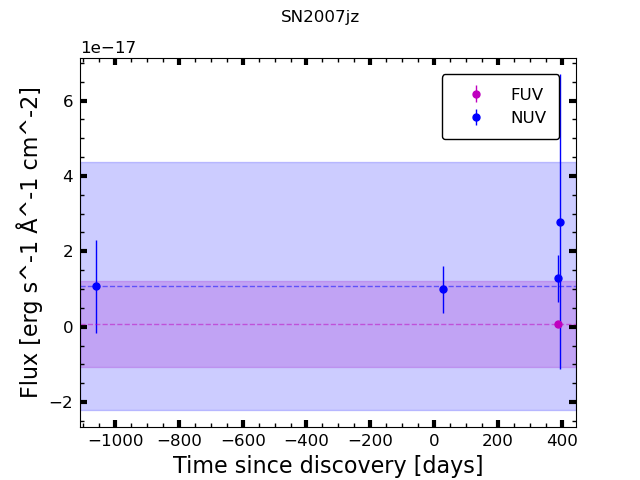 SN2007jz
1e−17
FUV
NUV
6
4
2
0
−2
Flux [erg s^-1 Å^-1 cm^-2]
−1000 −800 −600 −400 −200 0 200 400
Time since discovery [days]